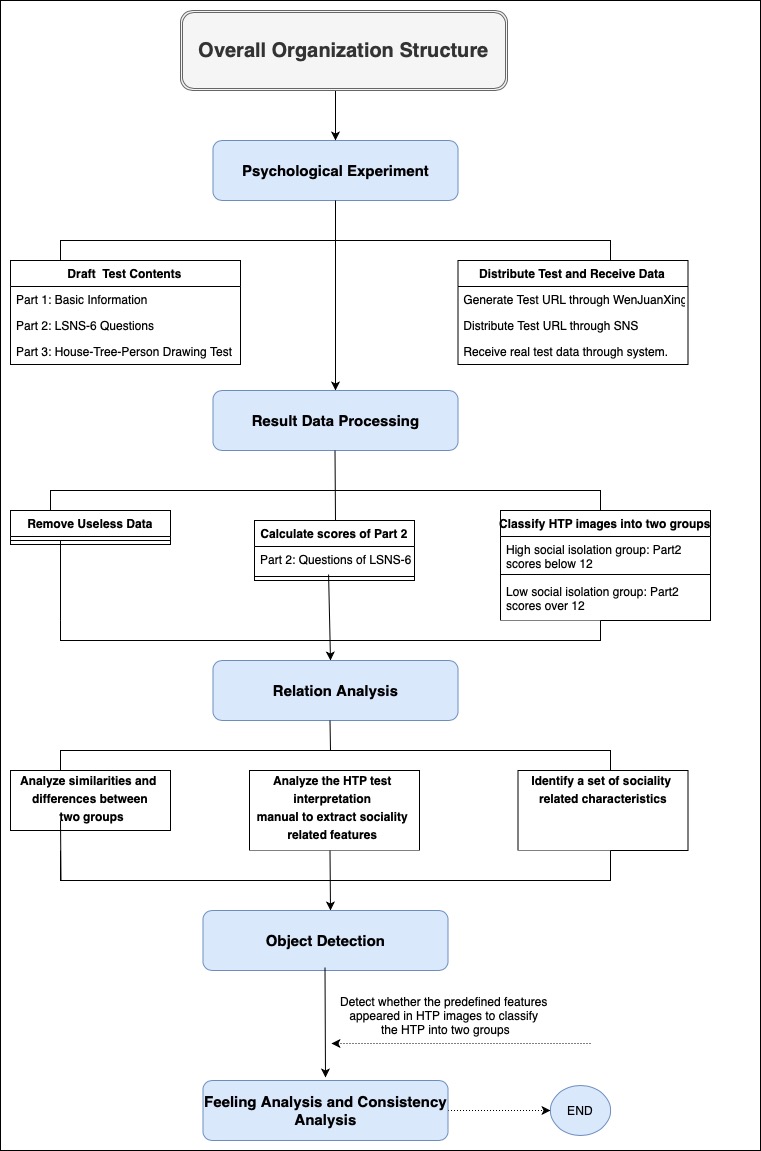 Overall Organization Structure
Psychological Experiment
Draft Test Contents
Part 1: Basic Information
Part 2: LSNS-6 Questions
Part 3: House-Tree-Person Drawing Test
Distribute Test and Receive Data
Generate Test URL through WenJuanXing
Distribute Test URL through SNS
Receive real test data through system.
Result Data Processing
Remove Useless Data
Calculate scores of Part 2
Part 2: Questions of LSNS-6
Classify HTP images into two groups
High social isolation group: Part2
scores below 12
Low social isolation group: Part2
scores over 12
Relation Analysis
Analyze similarities and
differences between
two groups
Analyze the HTP test
interpretation
manual to extract sociality
related features
Identify a set of sociality
related characteristics
Object Detection
Detect whether the predefined features
appeared in HTP images to classify
the HTP into two groups
Feeling Analysis and Consistency
Analysis
END